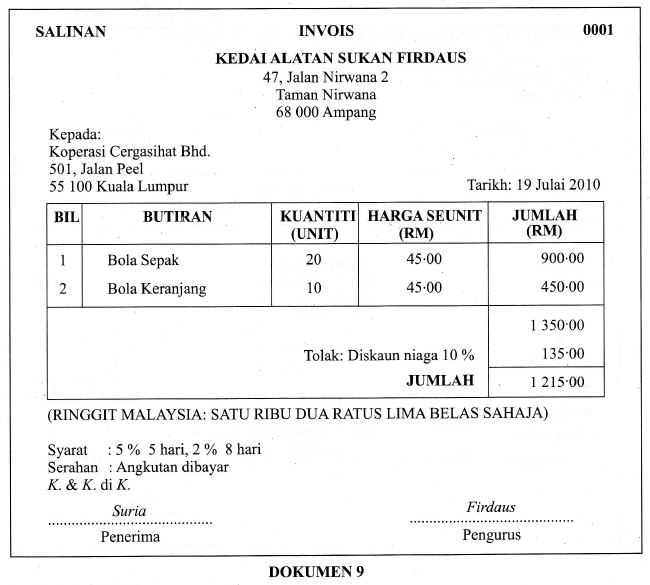 SALINAN INVOIS 0001
KEDAI ALATAN SUKAN FIRDAUS
47, Jalan Nirwana 2
Taman Nirwana
68 000 Ampang
Kepada:
Koperasi Cergasihat Bhd.
501, Jalan Peel
55 100 Kuala Lumpur Tarikh: 19 Julai 2010
BIL BUTIRAN KUANTITI (UNIT) HARGA SEUNIT (RM) JUMLAH (RM)
1 Bola Sepak 20 45·00 900·00
2 Bola Keranjang 10 45·00 450·00
1 350·00
Tolak: Diskaun niaga 10 % 135·00
JUMLAH 1 215·00
(RINGGIT MALAYSIA: SATU RIBU DUA RATUS LIMA BELAS SAHAJA)
Syarat : 5 % 5 hari, 2 % 8 hari
Serahan : Angkutan dibayar
K. & K. di K.
Suria Firdaus
Penerima Pengurus
DOKUMEN 9